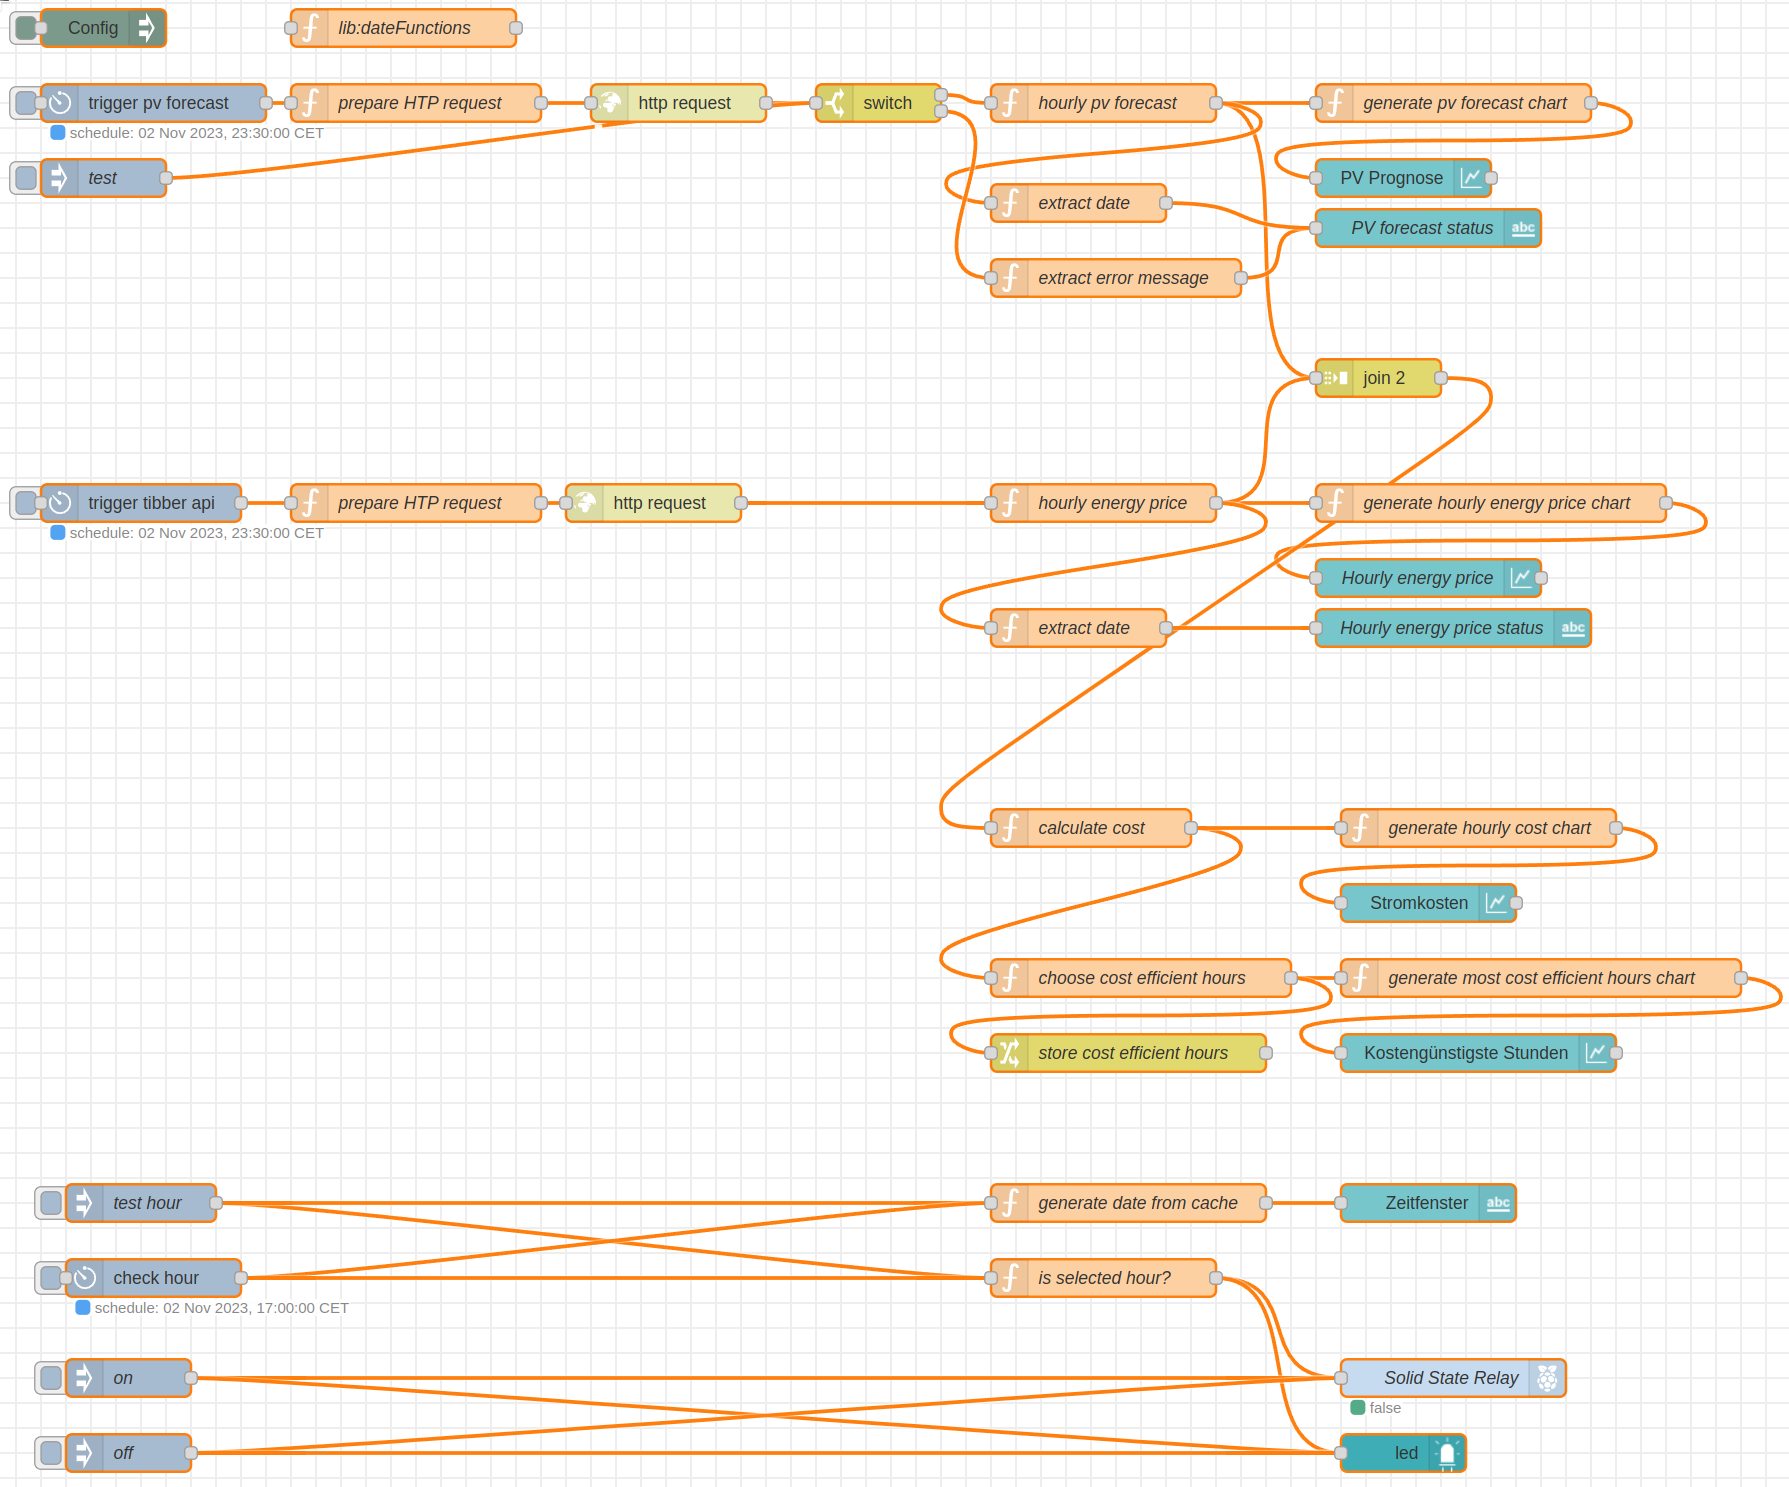 Config
lib:dateFunctions
trigger pv forecast
prepare HTP request
http request
switch
hourly pv forecast
generate pv forecast chart
schedule: 02 Nov 2023, 23:30:00 CET
test
PV Prognose
extract date
PV forecast status
abc
extract error message
join 2
trigger tibber api
prepare HTP request
http request
hourly energy price
generate hourly energy price chart
schedule: 02 Nov 2023, 23:30:00 CET
Hourly energy price
extract date
Hourly energy price status
abc
calculate cost
generate hourly cost chart
Stromkosten
choose cost efficient hours
generate most cost efficient hours chart
store cost efficient hours
Kostengünstigste Stunden
test hour
generate date from cache
Zeitfenster
abc
check hour
is selected hour?
schedule: 02 Nov 2023, 17:00:00 CET
on
Solid State Relay
false
off
led